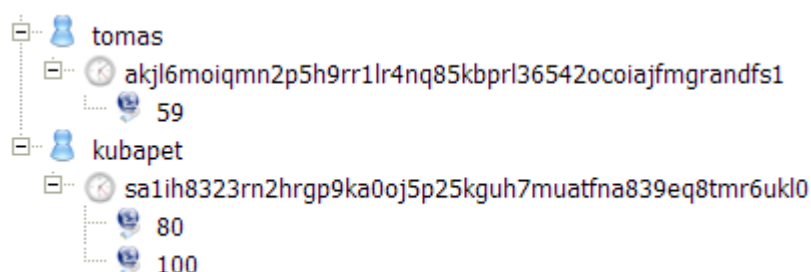 tomas
akjl6moiqmn2p5h9rr1lr4nq85kbprl36542ocoiajfmgrandfs1
59
kubapet
sa1ih8323rn2hrgp9ka0oj5p25kguh7muatfna839eq8tmr6ukl0
80
100